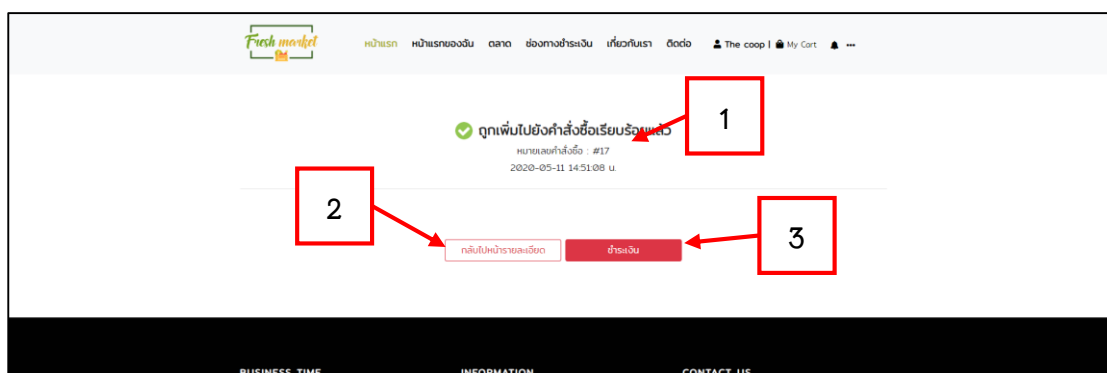 Fresh market
หน้าแรก หน้าแรกของฉัน ตลาด ช่องทางชำระเงิน เกี่ยวกับเรา ติดต่อ The coop | My Cart
ถูกเพิ่มไปยังคำสั่งซื้อเรียบร้อยแล้ว
1
หมายเลขคำสั่งซื้อ : #17
2020-05-11 14:51:08 น.
2
3
กลับไปหน้ารายละเอียด ชำระเงิน
BUSINESS TIME INFORMATION CONTACT US